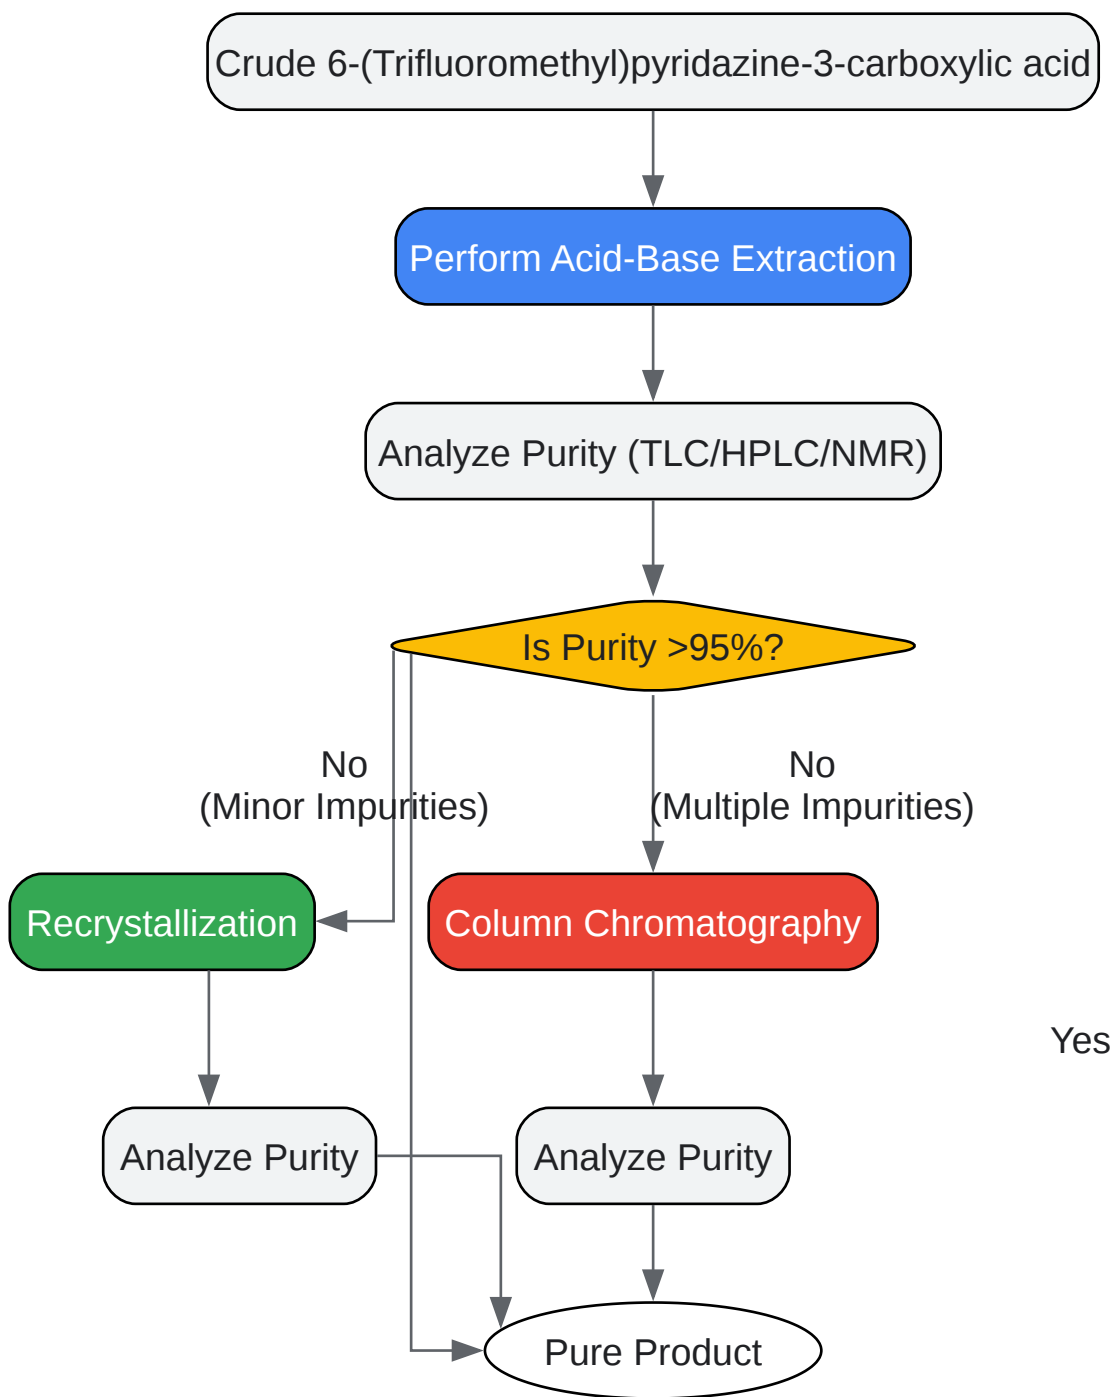 Crude 6-(Trifluoromethyl)pyridazine-3-carboxylic acid
Perform Acid-Base Extraction
Analyze Purity (TLC/HPLC/NMR)
Is Purity >95%?
No
(Minor Impurities)
No
(Multiple Impurities)
Recrystallization
Column Chromatography
Yes
Analyze Purity
Analyze Purity
Pure Product